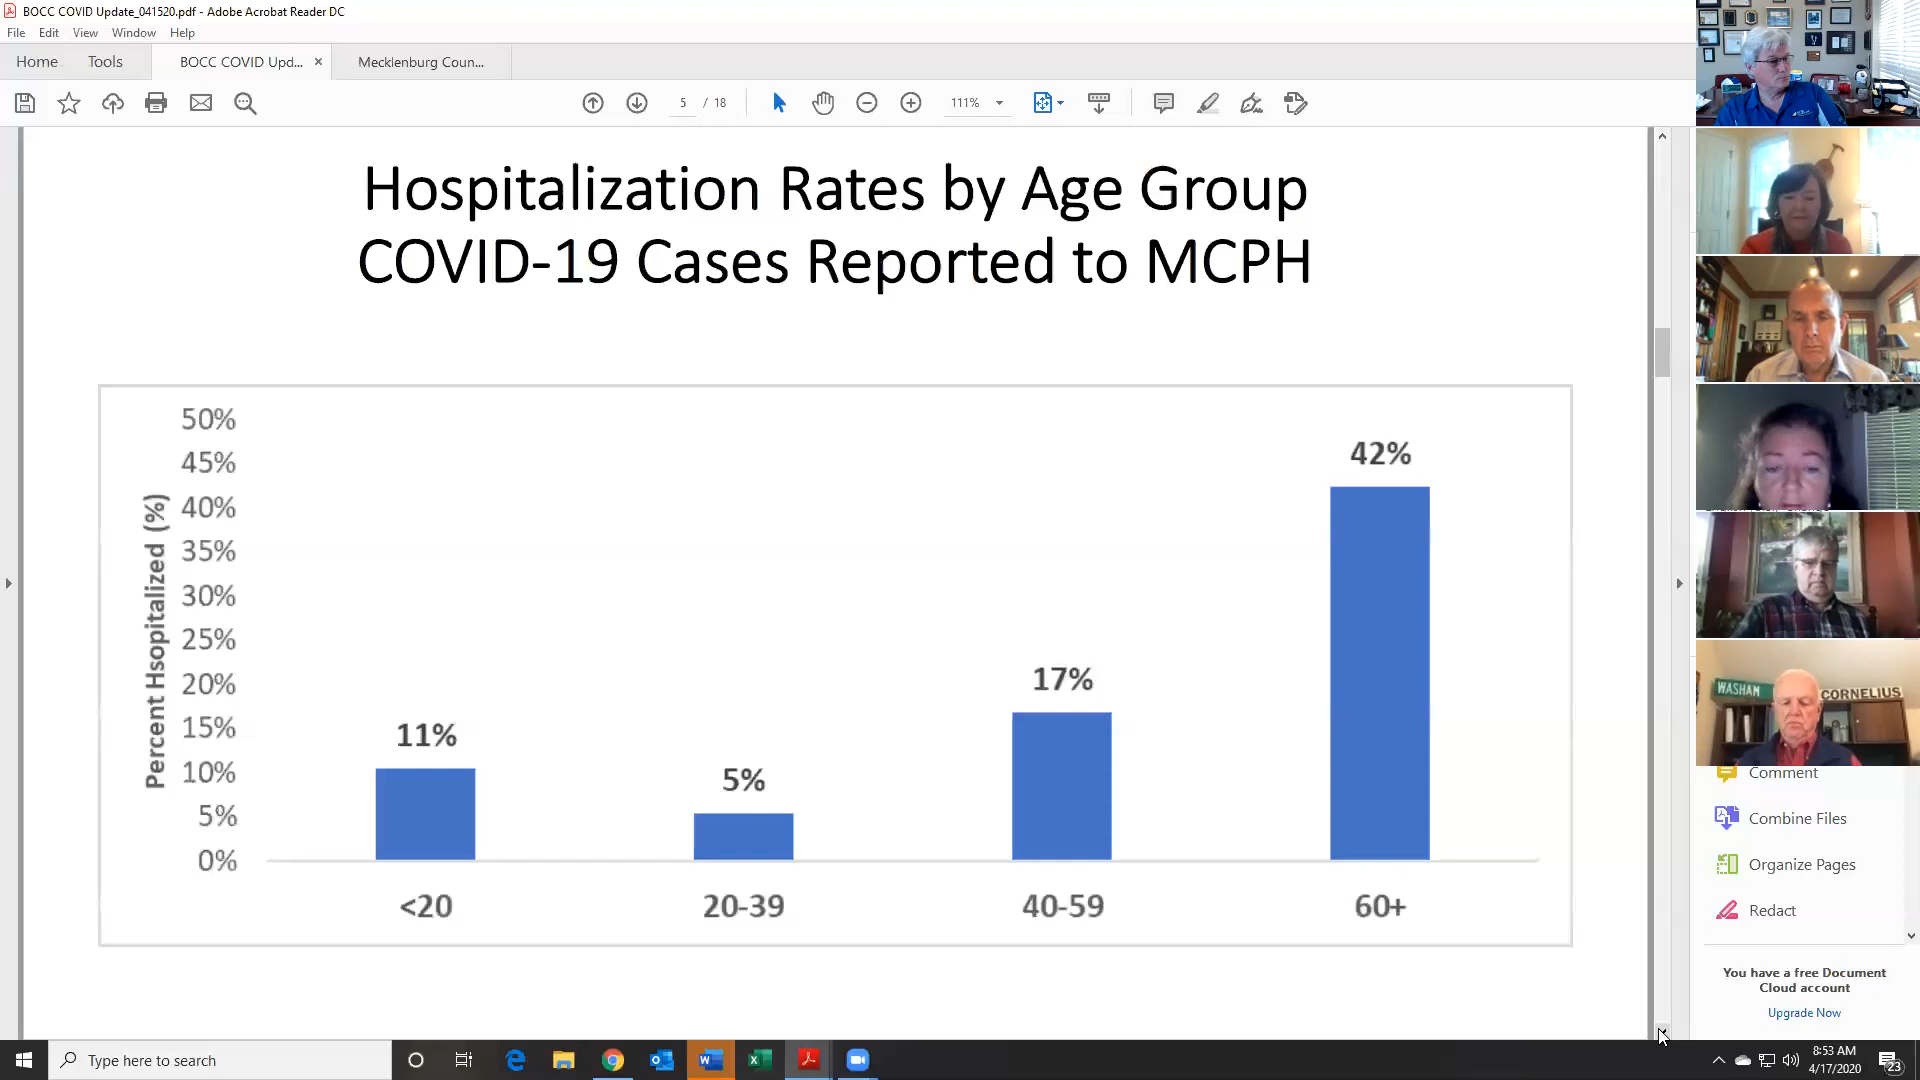 BOCC COVID Update_041520.pdf - Adobe Acrobat Reader DC
File Edit View Window Help
Home Tools BOCC COVID Upd... × Mecklenburg Coun...
5 / 18 111%
Hospitalization Rates by Age Group
COVID-19 Cases Reported to MCPH
Percent Hsopitalized (%)
50%
45%
40%
35%
30%
25%
20%
15%
10%
5%
0%
11%
5%
17%
42%
<20 20-39 40-59 60+
WASHAM CORNELIUS
Comment
Combine Files
Organize Pages
Redact
You have a free Document
Cloud account
Upgrade Now
Type here to search
8:53 AM
4/17/2020
23